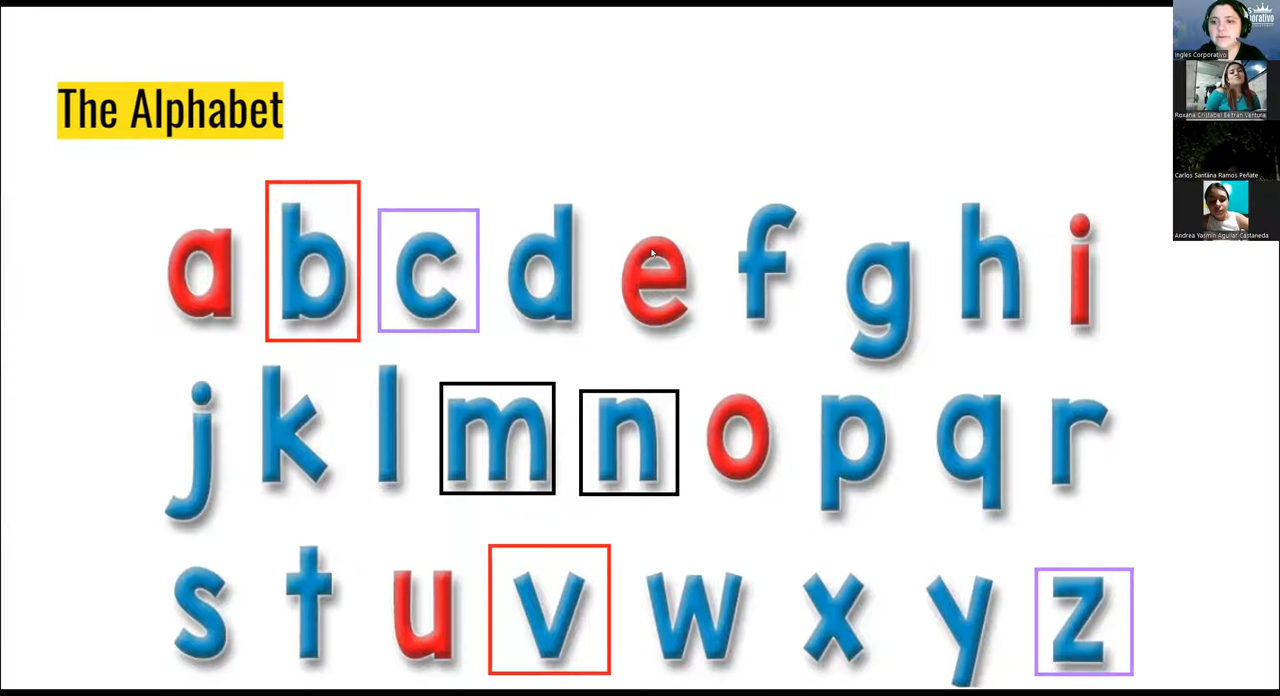 The Alphabet
a b c d e f g h i
j k l m n o p q r
s t u v w x y z
Ingles Corporativo
Roxana Cristabel Beltrán Ventura
Carlos Santana Ramos Peñate
Andrea Yasmin Aguilar Castaneda